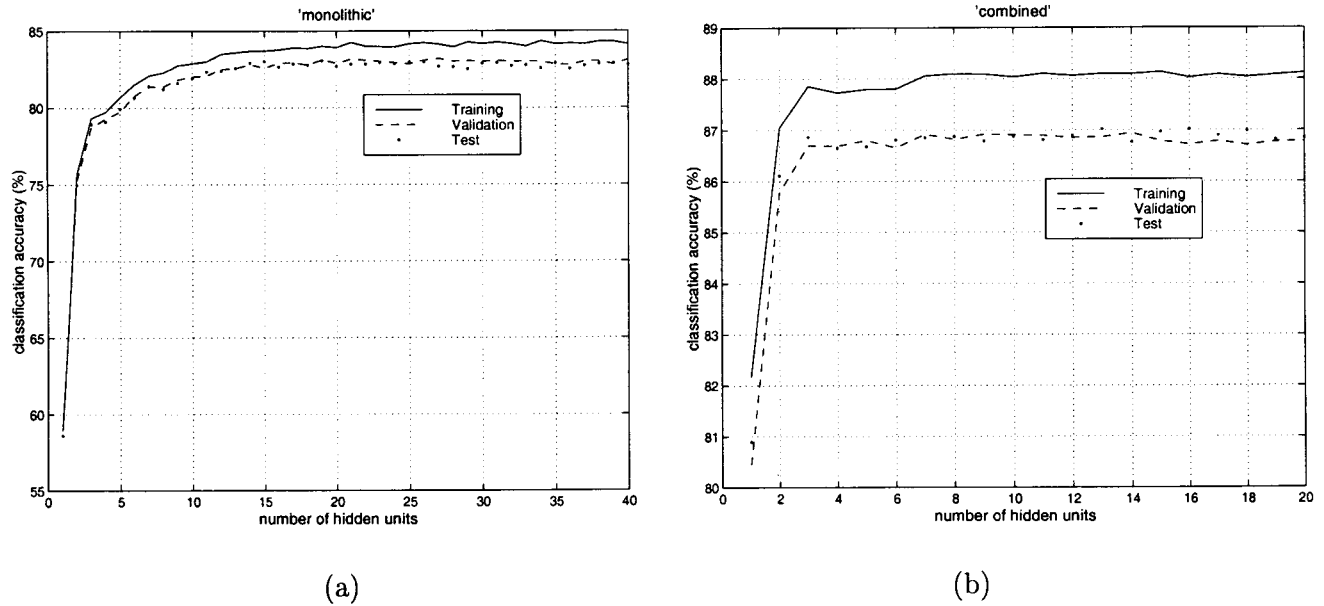 'monolithic'
85
80
75
70
65
60
55
0
5
10
15
20
25
30
35
40
classification accuracy (%)
number of hidden units
Training
Validation
Test
(a)
'combined'
89
88
87
86
85
84
83
82
81
80
0
2
4
6
8
10
12
14
16
18
20
classification accuracy (%)
number of hidden units
Training
Validation
Test
(b)